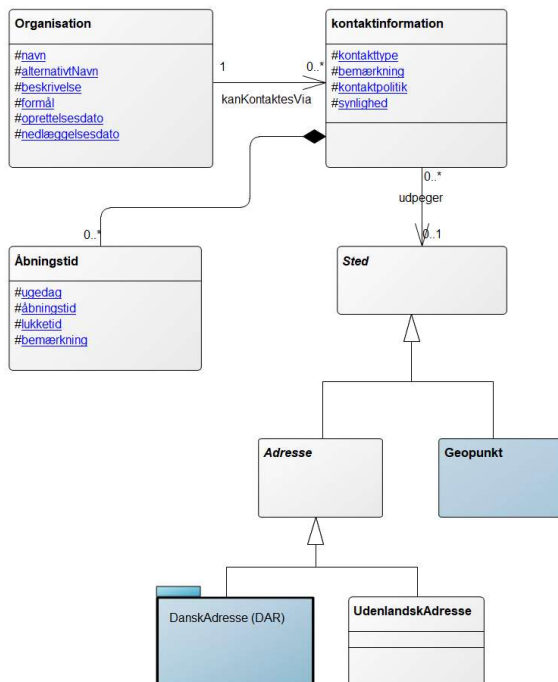 Organisation
#navn
#alternativtNavn
#beskrivelse
#formål
#oprettelsesdato
#nedlæggelsesdato
1
0..*
kanKontaktesVia
kontaktinformation
#kontakttype
#bemærkning
#kontaktpolitik
#synlighed
0..*
udpeger
0..1
0..*
Åbningstid
#ugedag
#åbningstid
#lukketid
#bemærkning
Sted
Adresse
Geopunkt
DanskAdresse (DAR)
UdenlandskAdresse